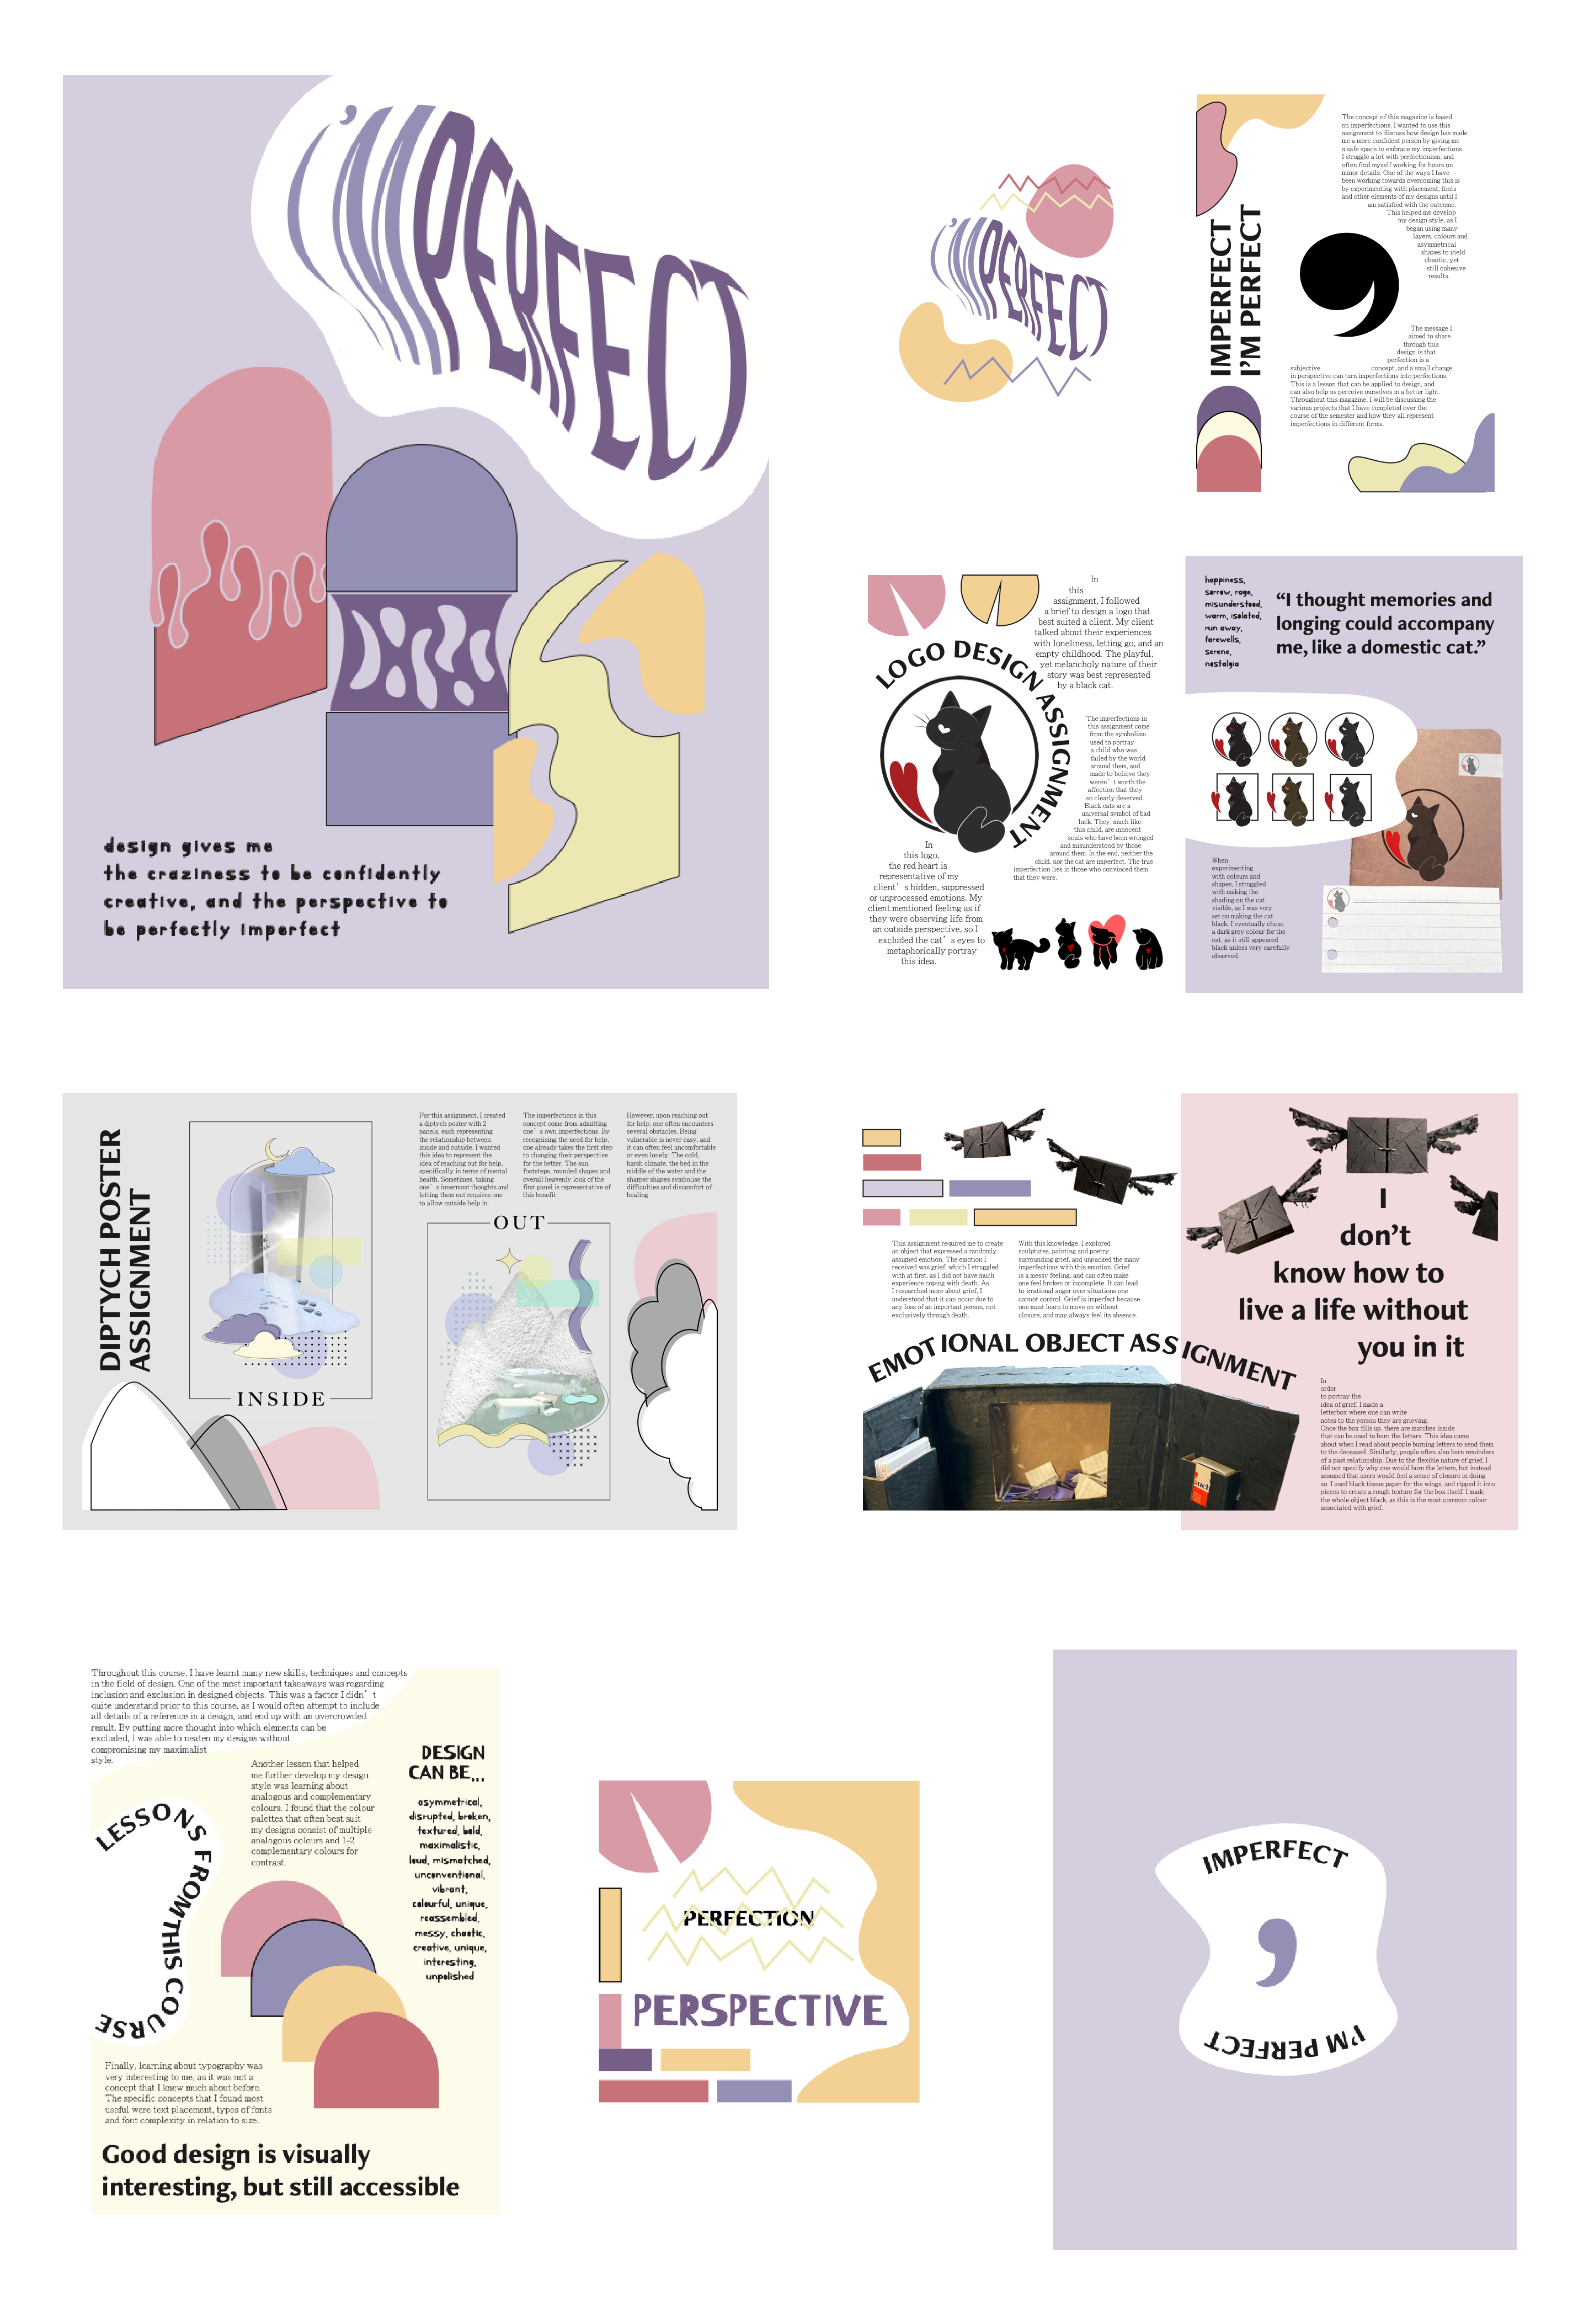 I'MPERFECT
design gives me
the craziness to be confidently
creative, and the perspective to
be perfectly imperfect
I'MPERFECT
IMPERFECT
I'M PERFECT
The concept of this magazine is based
on imperfections. I wanted to use this
assignment to discuss how design has made
me a more confident person by giving me
a safe space to embrace my imperfections.
I struggle a lot with perfectionism, and
often find myself working for hours on
minor details. One of the ways I have
been working towards overcoming this is
by experimenting with placement, fonts
and other elements of my designs until I
am satisfied with the outcome.
This helped me develop
my design style, as I
began using many
layers, colours and
asymmetrical
shapes to yield
chaotic, yet
still cohesive
results.
,
The message I
aimed to share
through this
design is that
perfection is a
subjective concept, and a small change
in perspective can turn imperfections into perfections.
This is a lesson that can be applied to design, and
can also help us perceive ourselves in a better light.
Throughout this magazine, I will be discussing the
various projects that I have completed over the
course of the semester and how they all represent
imperfections in different forms.
LOGO DESIGN ASSIGNMENT
In
this
assignment, I followed
a brief to design a logo that
best suited a client. My client
talked about their experiences
with loneliness, letting go, and an
empty childhood. The playful,
yet melancholy nature of their
story was best represented
by a black cat.
The imperfections in
this assignment come
from the symbolism
used to portray
a child who was
failed by the world
around them, and
made to believe they
weren't worth the
affection that they
so clearly deserved.
Black cats are a
universal symbol of bad
luck. They, much like
this child, are innocent
souls who have been wronged
and misunderstood by those
around them. In the end, neither the
child, nor the cat are imperfect. The true
imperfection lies in those who convinced them
that they were.
In
this logo,
the red heart is
representative of my
client's hidden, suppressed
or unprocessed emotions. My
client mentioned feeling as if
they were observing life from
an outside perspective, so I
excluded the cat's eyes to
metaphorically portray
this idea.
happiness,
sorrow, rage,
misunderstood,
warm, isolated,
run away,
farewells,
serene,
nostalgia
“I thought memories and
longing could accompany
me, like a domestic cat.”
When
experimenting
with colours and
shapes, I struggled
with making the
shading on the cat
visible, as I was very
set on making the cat
black. I eventually chose
a dark grey colour for the
cat, as it still appeared
black unless very carefully
observed.
DIPTYCH POSTER
ASSIGNMENT
INSIDE
For this assignment, I created
a diptych poster with 2
panels, each representing
the relationship between
inside and outside. I wanted
this idea to represent the
idea of reaching out for help,
specifically in terms of mental
health. Sometimes, taking
one's innermost thoughts and
letting them out requires one
to allow outside help in.
The imperfections in this
concept come from admitting
one's own imperfections. By
recognising the need for help,
one already takes the first step
to changing their perspective
for the better. The sun,
footsteps, rounded shapes and
overall heavenly look of the
first panel is representative of
this benefit.
However, upon reaching out
for help, one often encounters
several obstacles. Being
vulnerable is never easy, and
it can often feel uncomfortable
or even lonely. The cold,
harsh climate, the bed in the
middle of the water and the
sharper shapes symbolise the
difficulties and discomfort of
healing
OUT
This assignment required me to create
an object that expressed a randomly
assigned emotion. The emotion I
received was grief, which I struggled
with at first, as I did not have much
experience coping with death. As
I researched more about grief, I
understood that it can occur due to
any loss of an important person, not
exclusively through death.
With this knowledge, I explored
sculptures, painting and poetry
surrounding grief, and unpacked the many
imperfections with this emotion. Grief
is a messy feeling, and can often make
one feel broken or incomplete. It can lead
to irrational anger over situations one
cannot control. Grief is imperfect because
one must learn to move on without
closure, and may always feel its absence.
EMOTIONAL OBJECT ASSIGNMENT
I
don't
know how to
live a life without
you in it
In
order
to portray the
idea of grief, I made a
letterbox where one can write
notes to the person they are grieving.
Once the box fills up, there are matches inside
that can be used to burn the letters. This idea came
about when I read about people burning letters to send them
to the deceased. Similarly, people often also burn reminders
of a past relationship. Due to the flexible nature of grief, I
did not specify why one would burn the letters, but instead
assumed that users would feel a sense of closure in doing
so. I used black tissue paper for the wings, and ripped it into
pieces to create a rough texture for the box itself. I made
the whole object black, as this is the most common colour
associated with grief.
Throughout this course, I have learnt many new skills, techniques and concepts
in the field of design. One of the most important takeaways was regarding
inclusion and exclusion in designed objects. This was a factor I didn't
quite understand prior to this course, as I would often attempt to include
all details of a reference in a design, and end up with an overcrowded
result. By putting more thought into which elements can be
excluded, I was able to neaten my designs without
compromising my maximalist
style.
LESSONS FROM THIS COURSE
Another lesson that helped
me further develop my design
style was learning about
analogous and complementary
colours. I found that the colour
palettes that often best suit
my designs consist of multiple
analogous colours and 1-2
complementary colours for
contrast.
DESIGN
CAN BE...
asymmetrical,
disrupted, broken,
textured, bold,
maximalistic,
loud, mismatched,
unconventional,
vibrant,
colourful, unique,
reassembled,
messy, chaotic,
creative, unique,
interesting,
unpolished
Finally, learning about typography was
very interesting to me, as it was not a
concept that I knew much about before.
The specific concepts that I found most
useful were text placement, types of fonts
and font complexity in relation to size.
Good design is visually
interesting, but still accessible
PERFECTION
PERSPECTIVE
IMPERFECT
,
I'M PERFECT